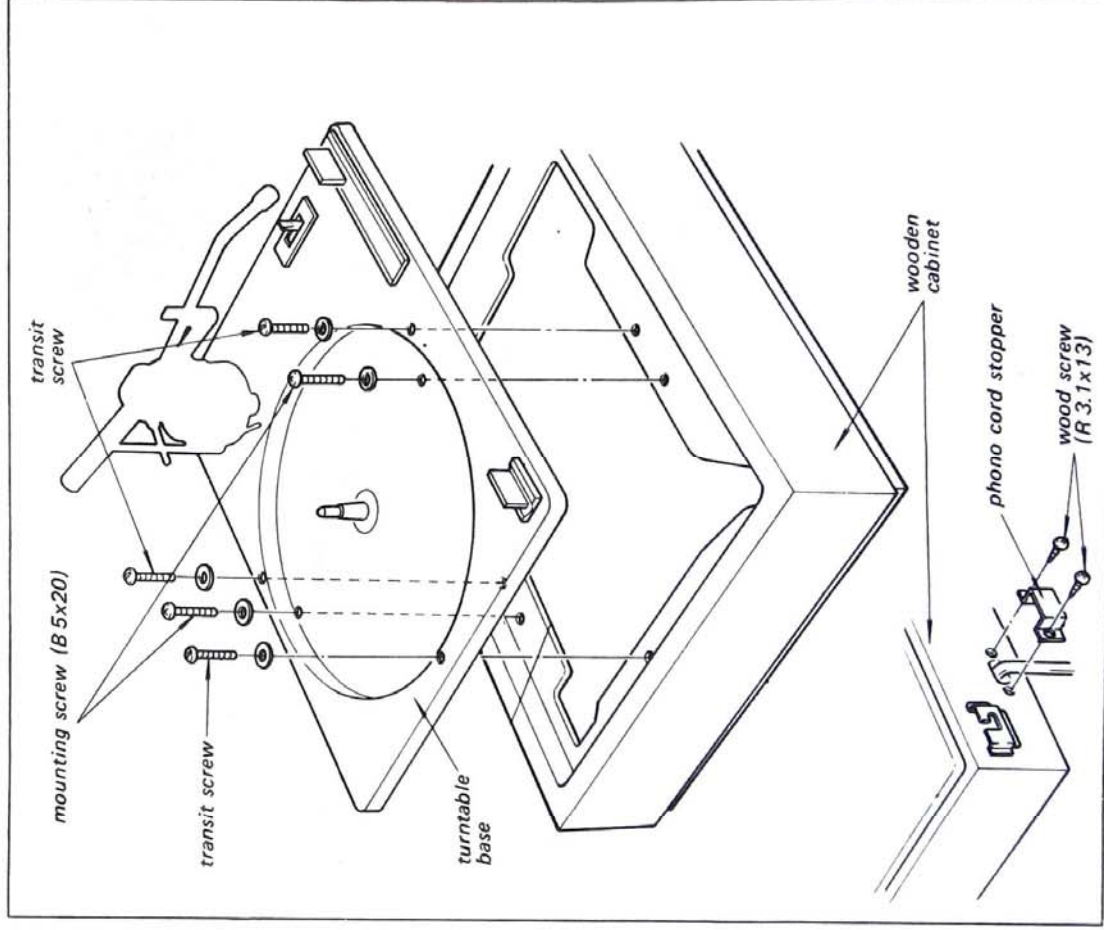 transit
screw
mounting screw (B 5x20)
transit screw
turntable
base
wooden
cabinet
phono cord stopper
wood screw
(R 3.1x13)